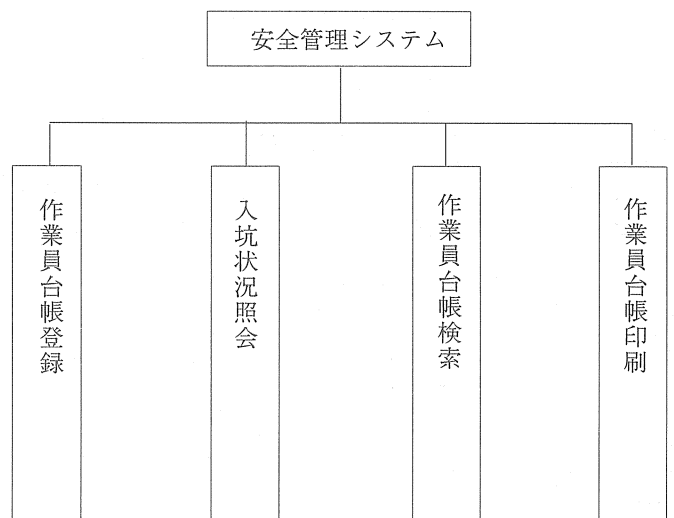 安全管理システム
作業員台帳登録
入坑状況照会
作業員台帳検索
作業員台帳印刷